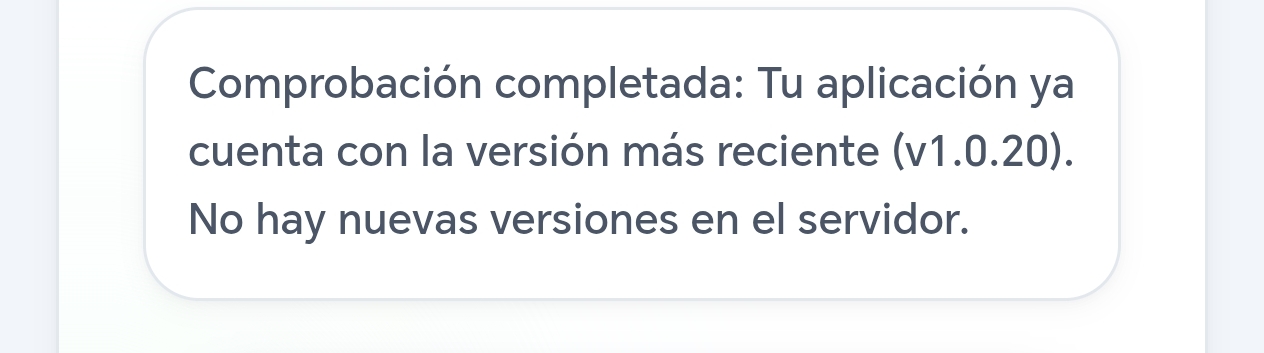 Comprobación completada: Tu aplicación ya
cuenta con la versión más reciente (v1.0.20).
No hay nuevas versiones en el servidor.